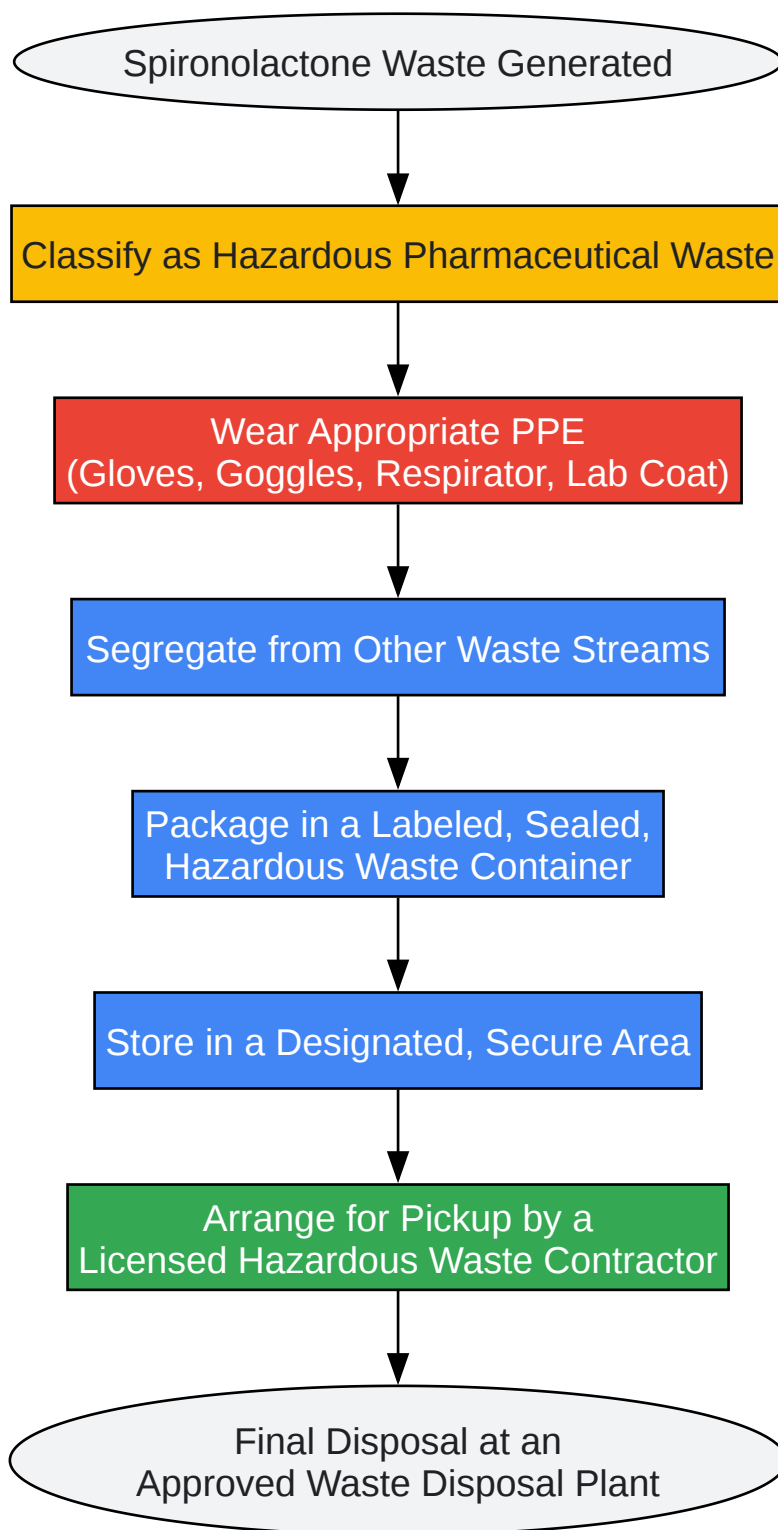 Spironolactone Waste Generated
Classify as Hazardous Pharmaceutical Waste
Wear Appropriate PPE
(Gloves, Goggles, Respirator, Lab Coat)
Segregate from Other Waste Streams
Package in a Labeled, Sealed,
Hazardous Waste Container
Store in a Designated, Secure Area
Arrange for Pickup by a
Licensed Hazardous Waste Contractor
Final Disposal at an
Approved Waste Disposal Plant